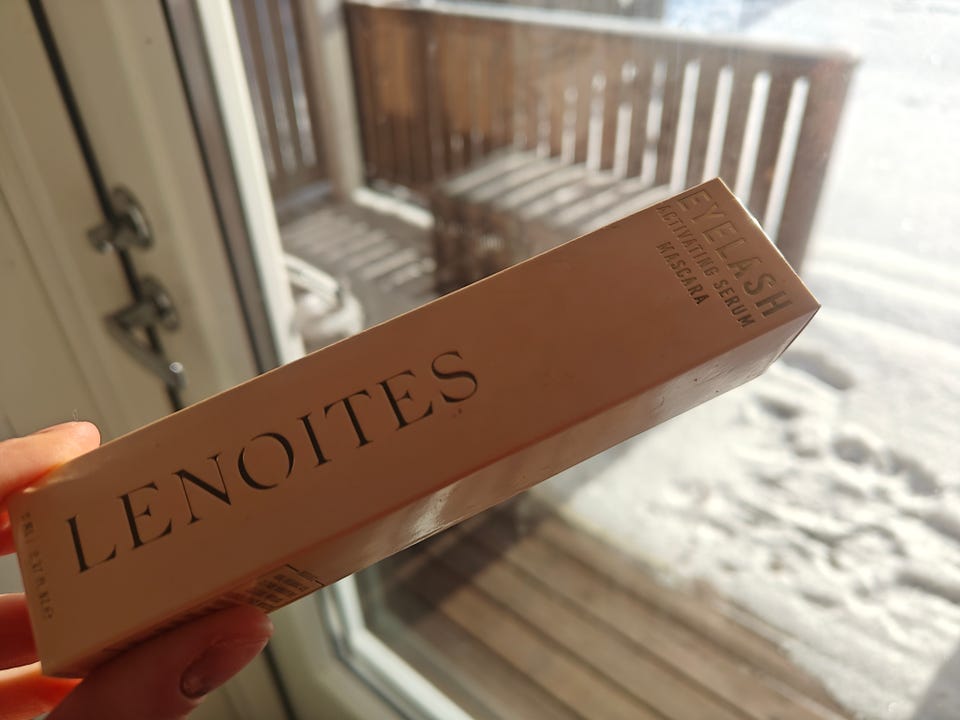 LENOITES
EYELASH
ACTIVATING SERUM
MASCARA